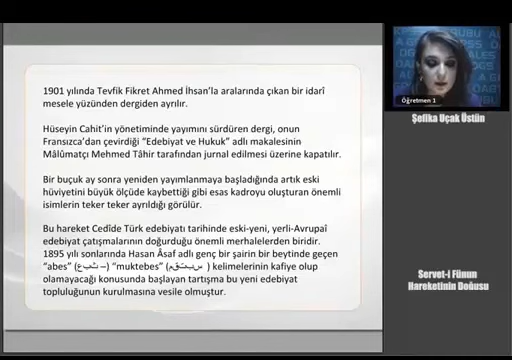 1901 yılında Tevfik Fikret Ahmed İhsan’la aralarında çıkan bir idarî
mesele yüzünden dergiden ayrılır.
Hüseyin Cahit’in yönetiminde yayımını sürdüren dergi, onun
Fransızca’dan çevirdiği “Edebiyat ve Hukuk” adlı makalesinin
Mâlûmatçı Mehmed Tâhir tarafından jurnal edilmesi üzerine kapatılır.
Bir buçuk ay sonra yeniden yayımlanmaya başladığında artık eski
hüviyetini büyük ölçüde kaybettiği gibi esas kadroyu oluşturan önemli
isimlerin teker teker ayrıldığı görülür.
Bu hareket Cedîde Türk edebiyatı tarihinde eski-yeni, yerli-Avrupaî
edebiyat çatışmalarının doğurduğu önemli merhalelerden biridir.
1895 yılı sonlarında Hasan Âsaf adlı genç bir şairin bir beytinde geçen
“abes” “muktebes” kelimelerinin kafiye olup
olamayacağı konusunda başlayan tartışma bu yeni edebiyat
topluluğunun kurulmasına vesile olmuştur.
Öğretmen 1
Şefika Uçak Üstün
Servet-i Fünun
Hareketinin Doğusu